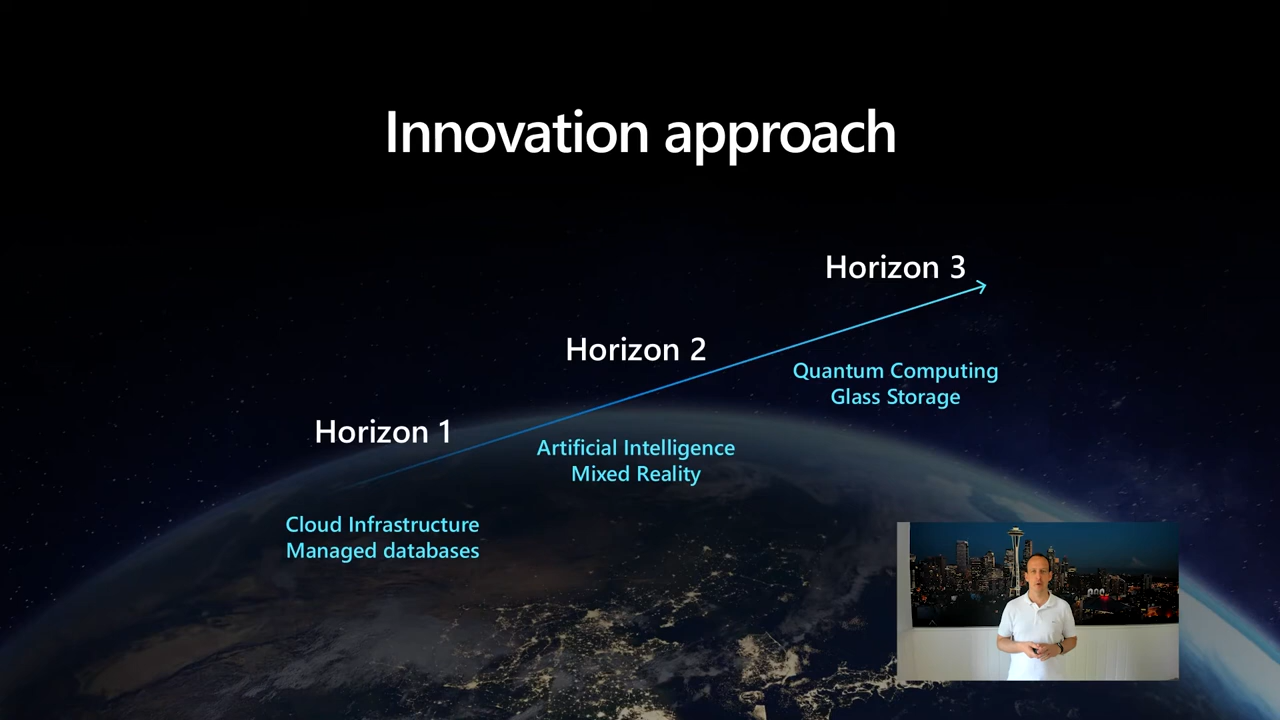 Innovation approach
Horizon 1
Cloud Infrastructure
Managed databases
Horizon 2
Artificial Intelligence
Mixed Reality
Horizon 3
Quantum Computing
Glass Storage